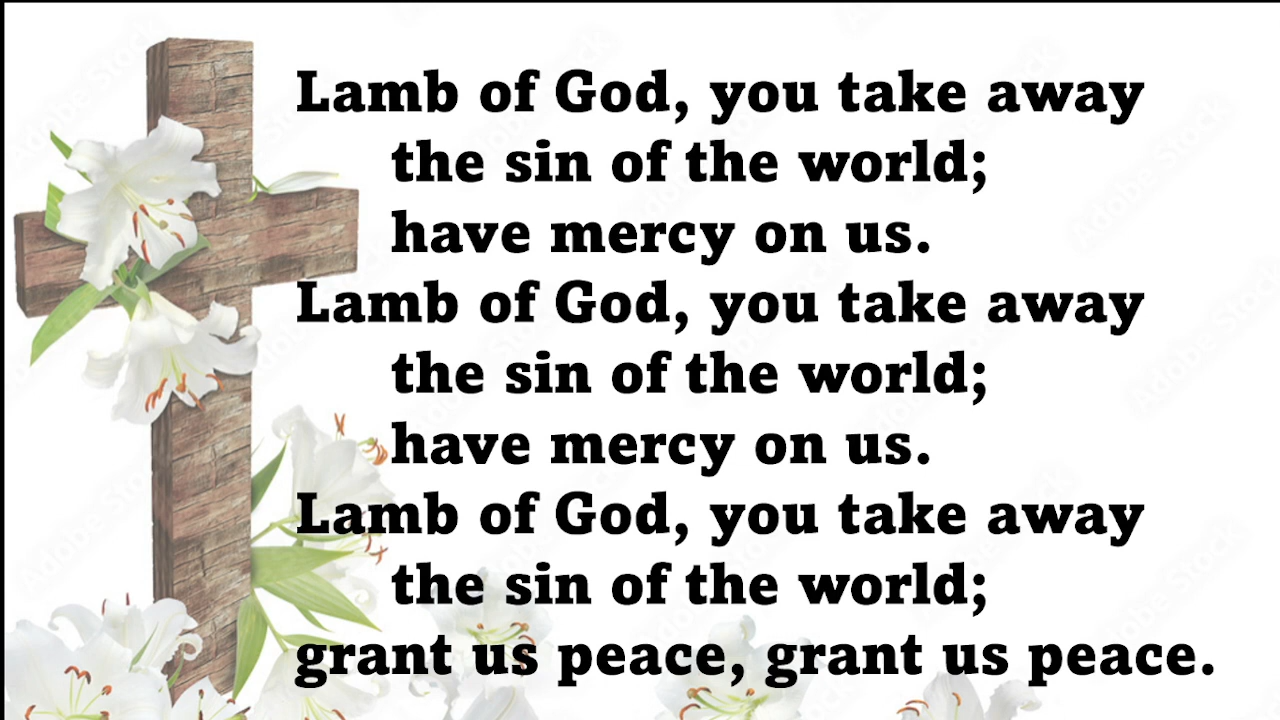 Lamb of God, you take away
the sin of the world;
have mercy on us.
Lamb of God, you take away
the sin of the world;
have mercy on us.
Lamb of God, you take away
the sin of the world;
grant us peace, grant us peace.
Adobe Stock